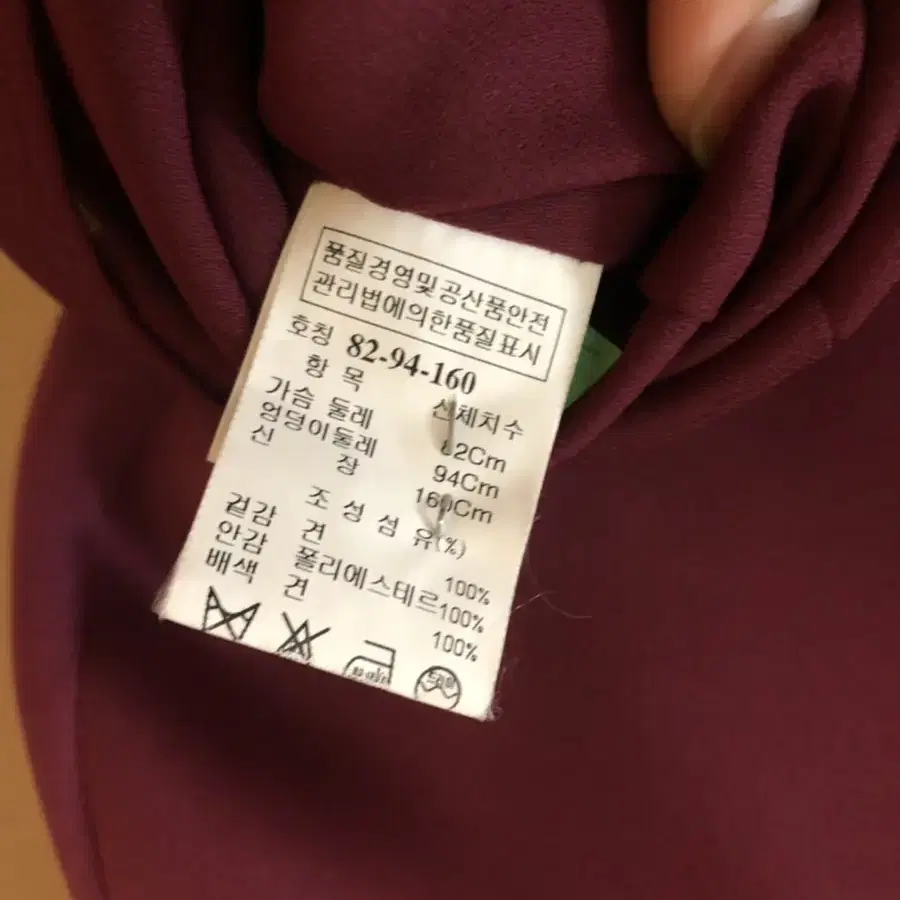 품질경영및공산품안전
관리법에의한품질표시
호칭 82-94-160
항 목 신체치수
가슴 둘레 82Cm
엉덩이둘레 94Cm
신 장 160Cm
조 성 섬 유(%)
겉감 견 100%
안감 폴리에스테르 100%
배색 견 100%